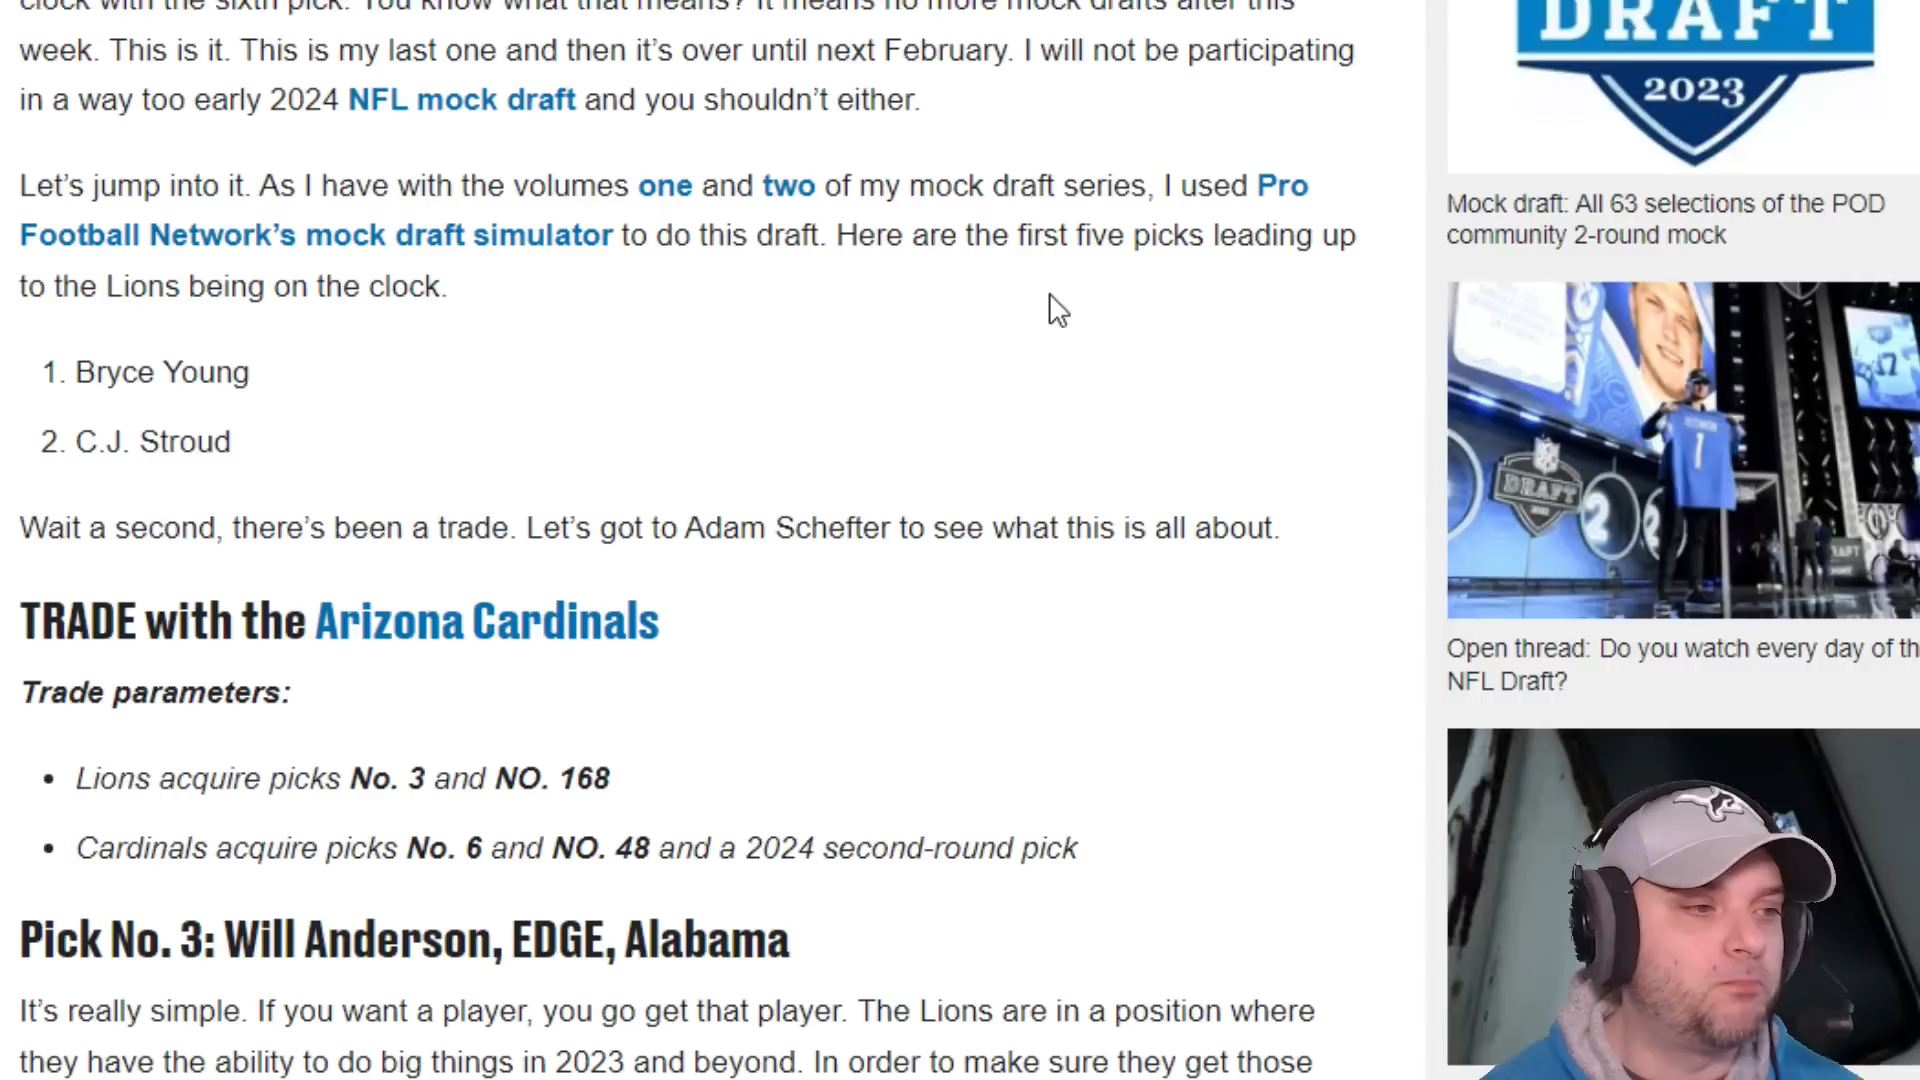 clock with the sixth pick. You know what that means? It means no more mock drafts after this
week. This is it. This is my last one and then it’s over until next February. I will not be participating
in a way too early 2024 NFL mock draft and you shouldn’t either.
Let’s jump into it. As I have with the volumes one and two of my mock draft series, I used Pro
Football Network’s mock draft simulator to do this draft. Here are the first five picks leading up
to the Lions being on the clock.
1. Bryce Young
2. C.J. Stroud
Wait a second, there’s been a trade. Let’s got to Adam Schefter to see what this is all about.
TRADE with the Arizona Cardinals
Trade parameters:
• Lions acquire picks No. 3 and NO. 168
• Cardinals acquire picks No. 6 and NO. 48 and a 2024 second-round pick
Pick No. 3: Will Anderson, EDGE, Alabama
It’s really simple. If you want a player, you go get that player. The Lions are in a position where
they have the ability to do big things in 2023 and beyond. In order to make sure they get those
DRAFT
2023
Mock draft: All 63 selections of the POD
community 2-round mock
DRAFT
2
1
Open thread: Do you watch every day of th
NFL Draft?